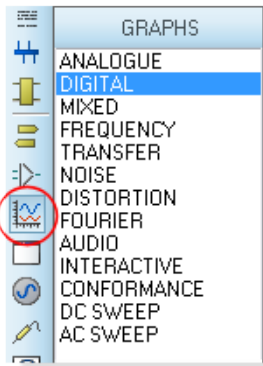 GRAPHS
ANALOGUE
DIGITAL
MIXED
FREQUENCY
TRANSFER
NOISE
DISTORTION
FOURIER
AUDIO
INTERACTIVE
CONFORMANCE
DC SWEEP
AC SWEEP